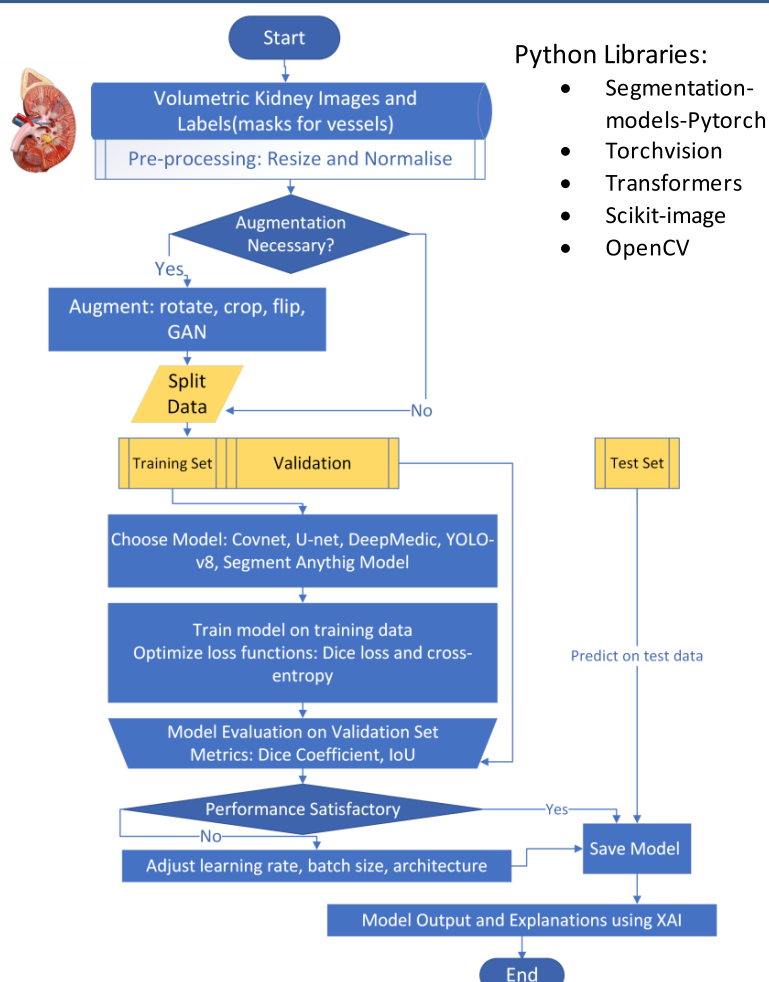 Start
Python Libraries:
Segmentation-
models-Pytorch
Torchvision
Transformers
Scikit-image
OpenCV
Volumetric Kidney Images and
Labels(masks for vessels)
Pre-processing: Resize and Normalise
Augmentation
Necessary?
Yes
Augment: rotate, crop, flip,
GAN
Split
Data
No
Training Set
Validation
Test Set
Choose Model: Covnet, U-net, DeepMedic, YOLO-
v8, Segment Anythig Model
Train model on training data
Optimize loss functions: Dice loss and cross-
entropy
Predict on test data
Model Evaluation on Validation Set
Metrics: Dice Coefficient, IoU
Performance Satisfactory
Yes
No
Save Model
Adjust learning rate, batch size, architecture
Model Output and Explanations using XAI
End